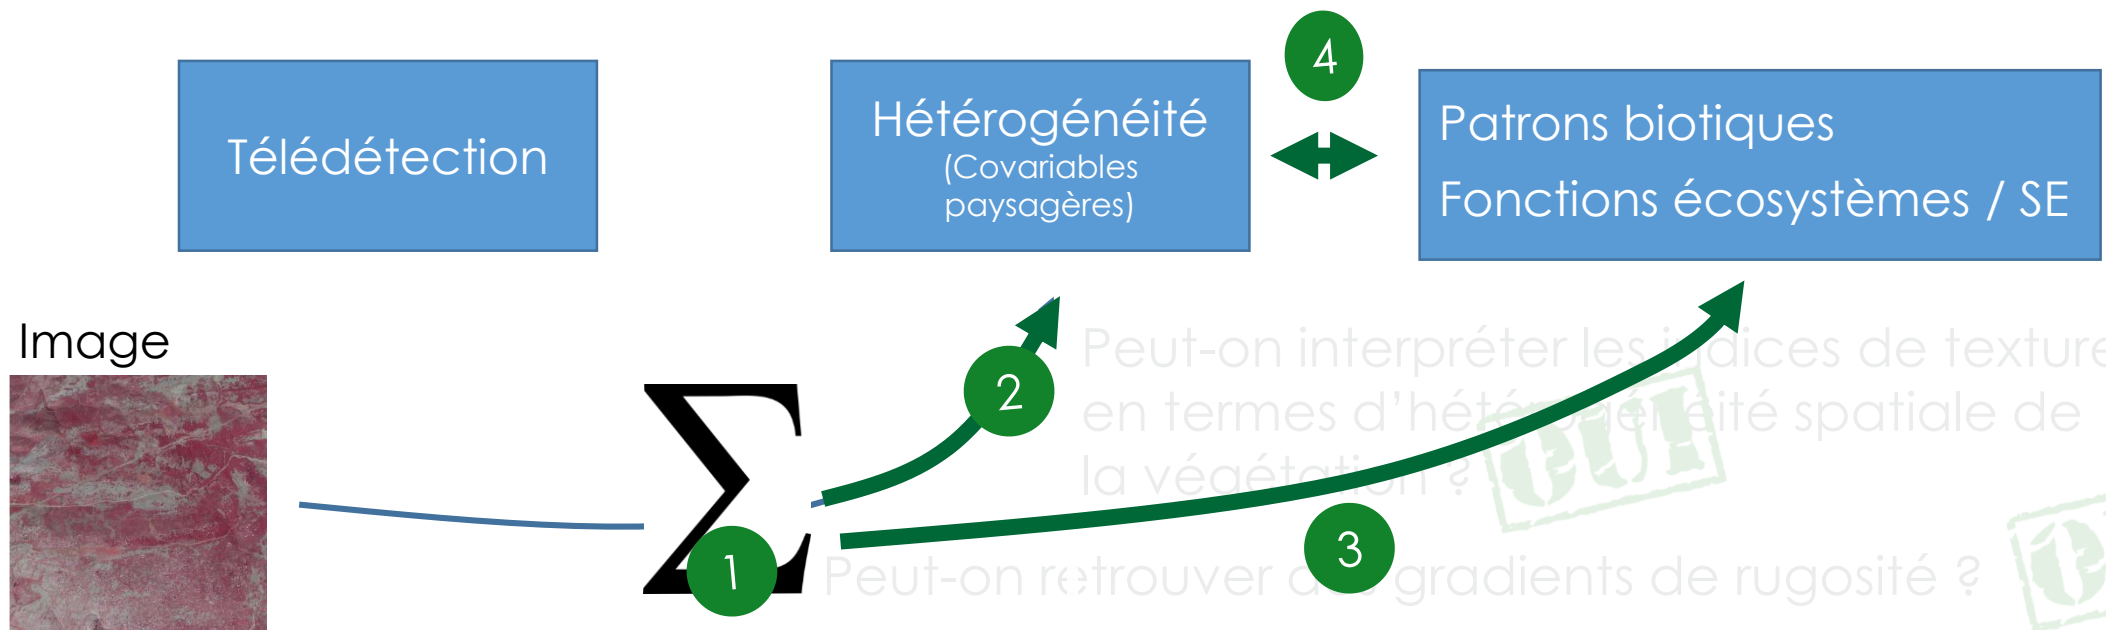 4
Télédétection
Hétérogénéité
(Covariables
paysagères)
Patrons biotiques
Fonctions écosystèmes / SE
Image
2
Peut-on interpréter les indices de texture
en termes d'hétérogénéité spatiale de
la végétation ?
OUI
1
3
Peut-on retrouver des gradients de rugosité ?